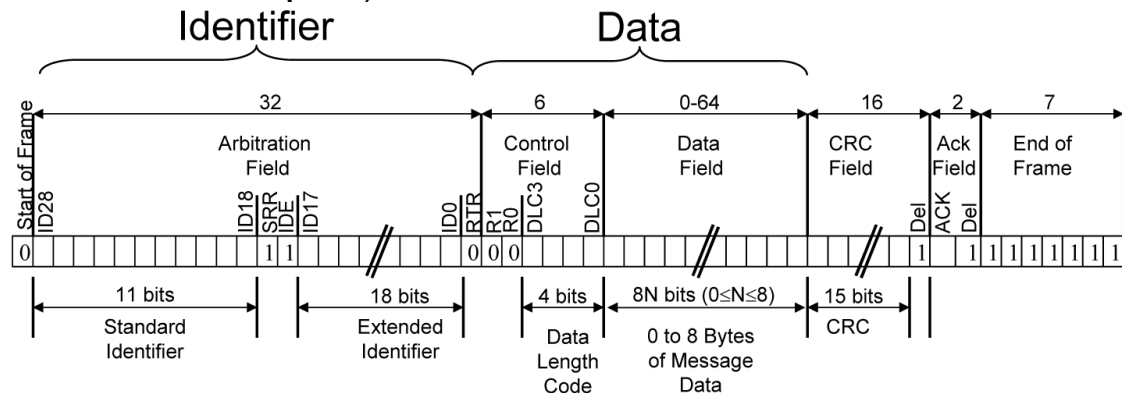 Identifier Data
32 6 0-64 16 2 7
Start of Frame
Arbitration
Field
Control
Field
Data
Field
CRC
Field
Ack
Field
End of
Frame
ID28 ID18 SRR IDE ID17 ID0 RTR R1 R0 DLC3 DLC0 Del ACK Del
0 1 1 0 0 0 1 1 1 1 1 1 1 1 1
11 bits 18 bits 4 bits 8N bits (0≤N≤8) 15 bits
Standard
Identifier
Extended
Identifier
Data
Length
Code
0 to 8 Bytes
of Message
Data
CRC